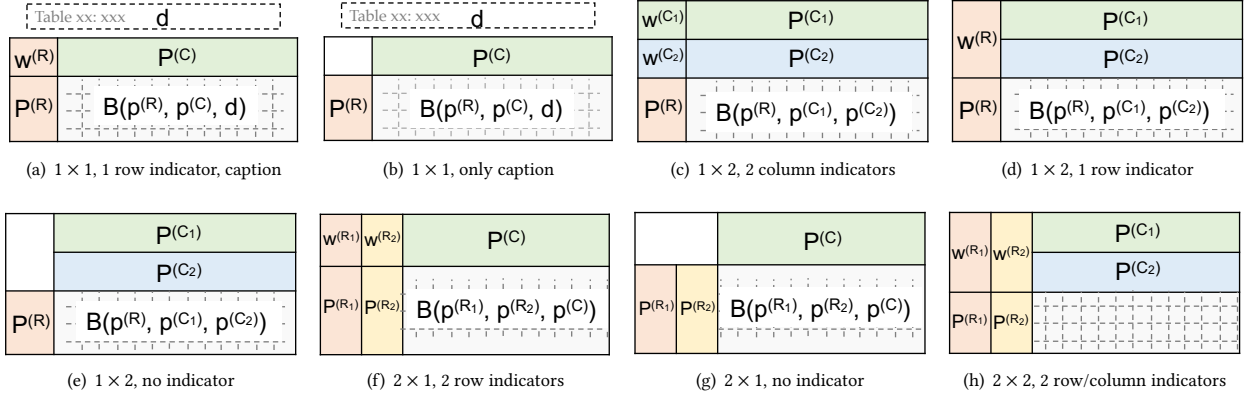 Table xx: xxx d
w(R) P(C)
P(R) B(p(R), p(C), d)
(a) 1 × 1, 1 row indicator, caption
Table xx: xxx d
P(C)
P(R) B(p(R), p(C), d)
(b) 1 × 1, only caption
w(C1) P(C1)
w(C2) P(C2)
P(R) B(p(R), p(C1), p(C2))
(c) 1 × 2, 2 column indicators
w(R) P(C1)
P(C2)
P(R) B(p(R), p(C1), p(C2))
(d) 1 × 2, 1 row indicator
P(C1)
P(C2)
P(R) B(p(R), p(C1), p(C2))
(e) 1 × 2, no indicator
w(R1) w(R2) P(C)
P(R1) P(R2) B(p(R1), p(R2), p(C))
(f) 2 × 1, 2 row indicators
P(C)
P(R1) P(R2) B(p(R1), p(R2), p(C))
(g) 2 × 1, no indicator
w(R1) w(R2) P(C1)
P(C2)
P(R1) P(R2)
(h) 2 × 2, 2 row/column indicators